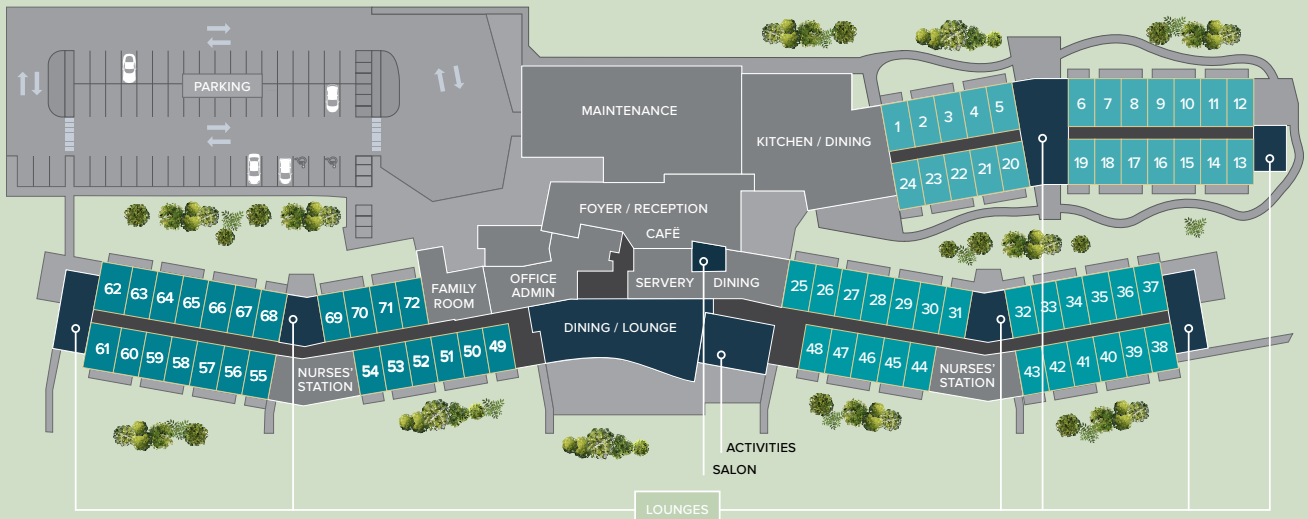 PARKING
MAINTENANCE
KITCHEN / DINING
1 2 3 4 5
24 23 22 21 20
6 7 8 9 10 11 12
19 18 17 16 15 14 13
FOYER / RECEPTION
CAFË
FAMILY
ROOM
OFFICE
ADMIN
SERVERY
DINING
62 63 64 65 66 67 68
69 70 71 72
61 60 59 58 57 56 55
NURSES'
STATION
54 53 52 51 50 49
DINING / LOUNGE
25 26 27 28 29 30 31
32 33 34 35 36 37
48 47 46 45 44
NURSES'
STATION
43 42 41 40 39 38
ACTIVITIES
SALON
LOUNGES